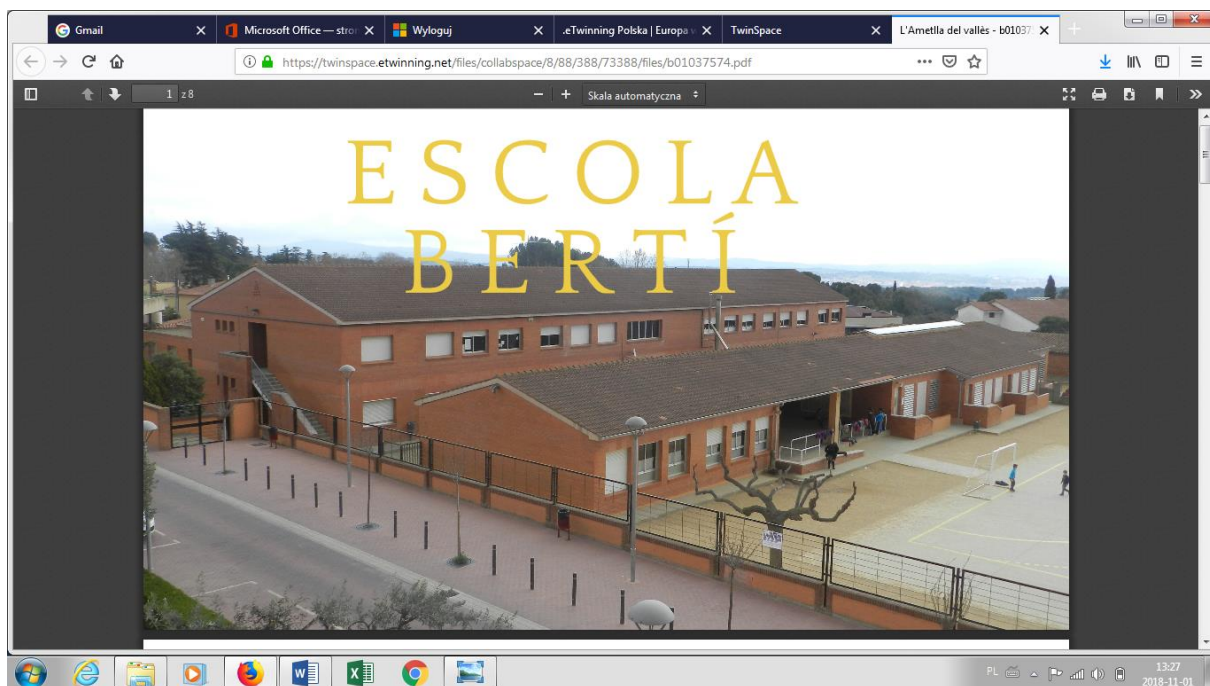 Gmail
Microsoft Office — stron
Wyloguj
.eTwinning Polska | Europa w
TwinSpace
L'Ametlla del vallès - b01037
https://twinspace.etwinning.net/files/collabspace/8/88/388/73388/files/b01037574.pdf
1 z 8
Skala automatyczna
ESCOLA
BERTÍ
PL
13:27
2018-11-01